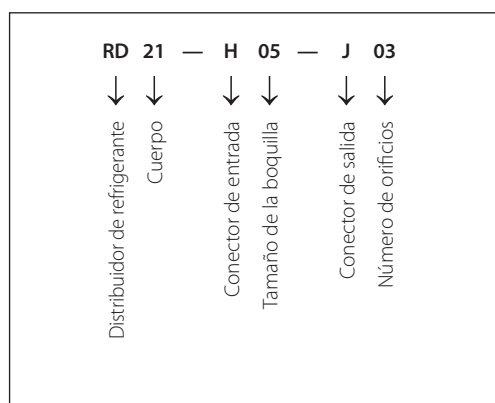 RD 21 — H 05 — J 03
Distribuidor de refrigerante
Cuerpo
Conector de entrada
Tamaño de la boquilla
Conector de salida
Número de orificios